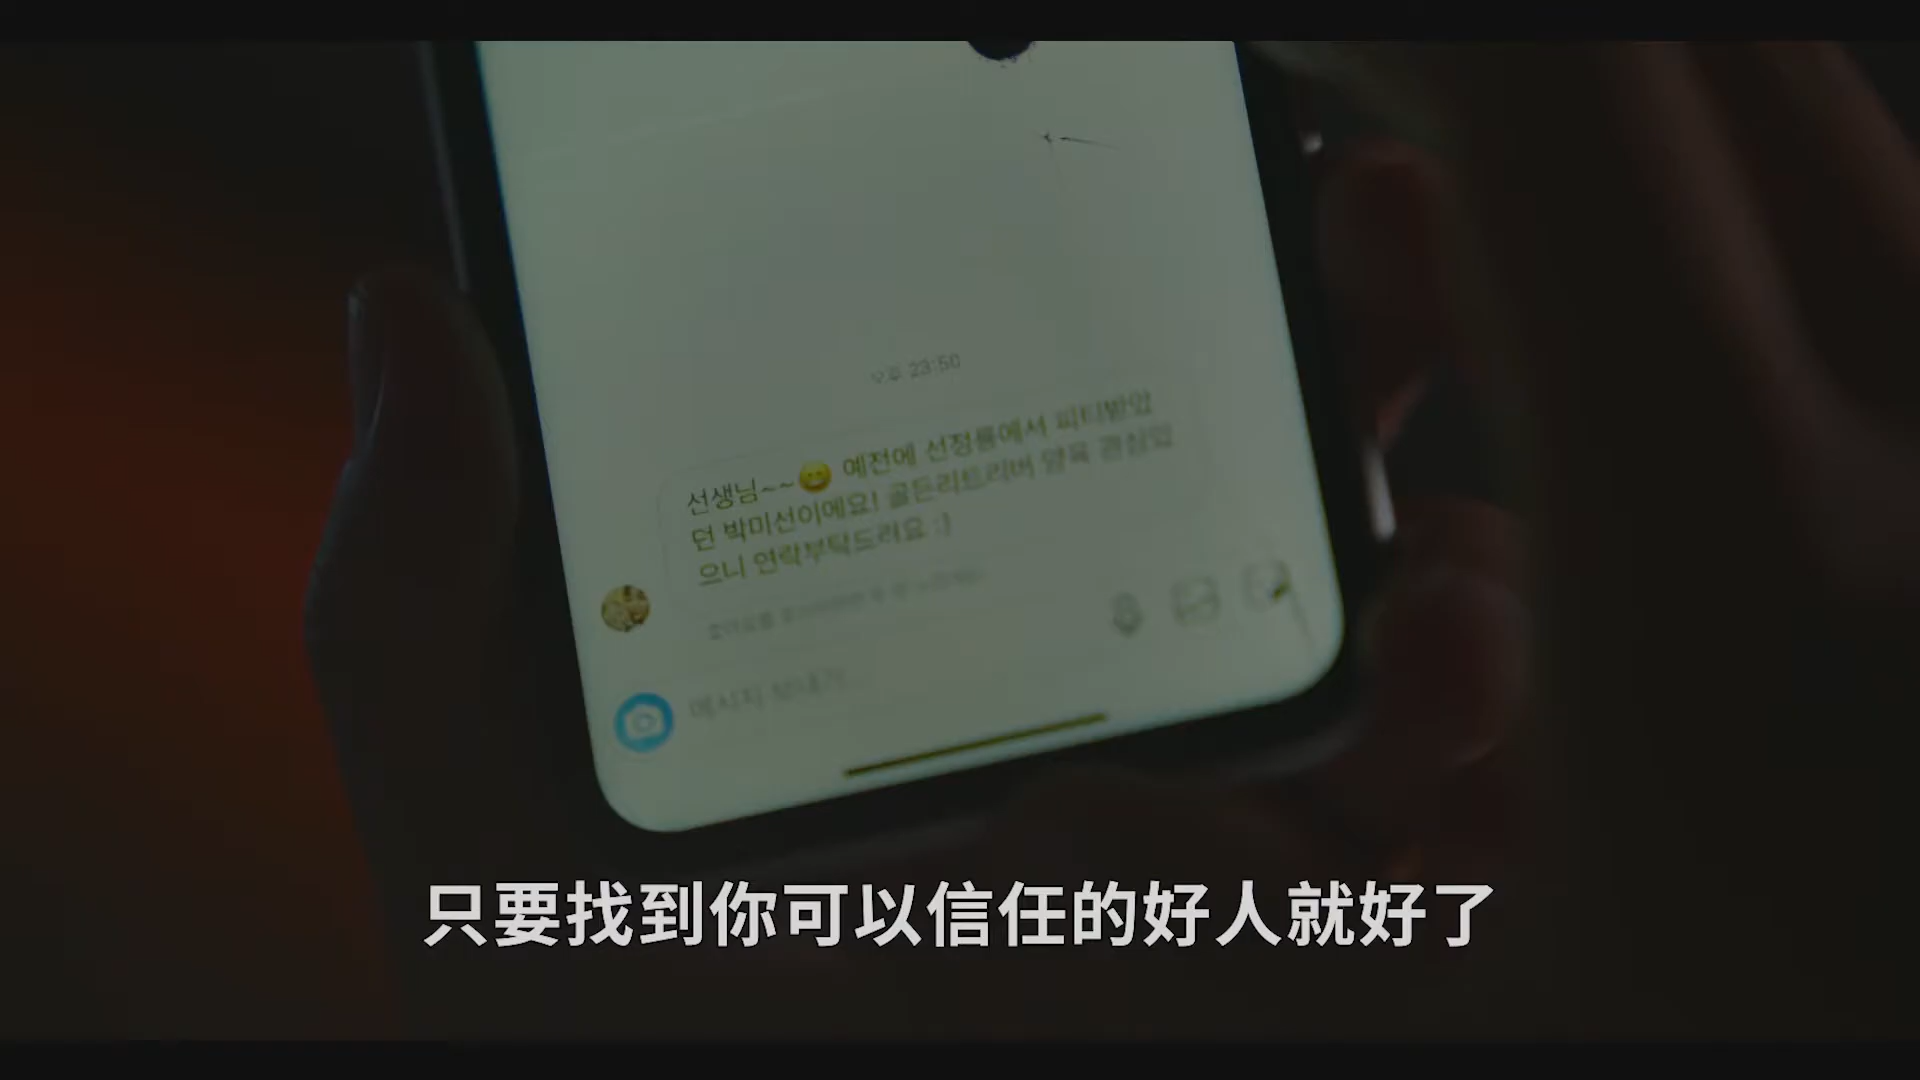 오후 23:50
선생님~~😄 예전에 선정릉에서 피티받았
던 박미선이에요! 골든리트리버 양육 관심있
으니 연락부탁드려요 :)
메시지 보내기...
只要找到你可以信任的好人就好了